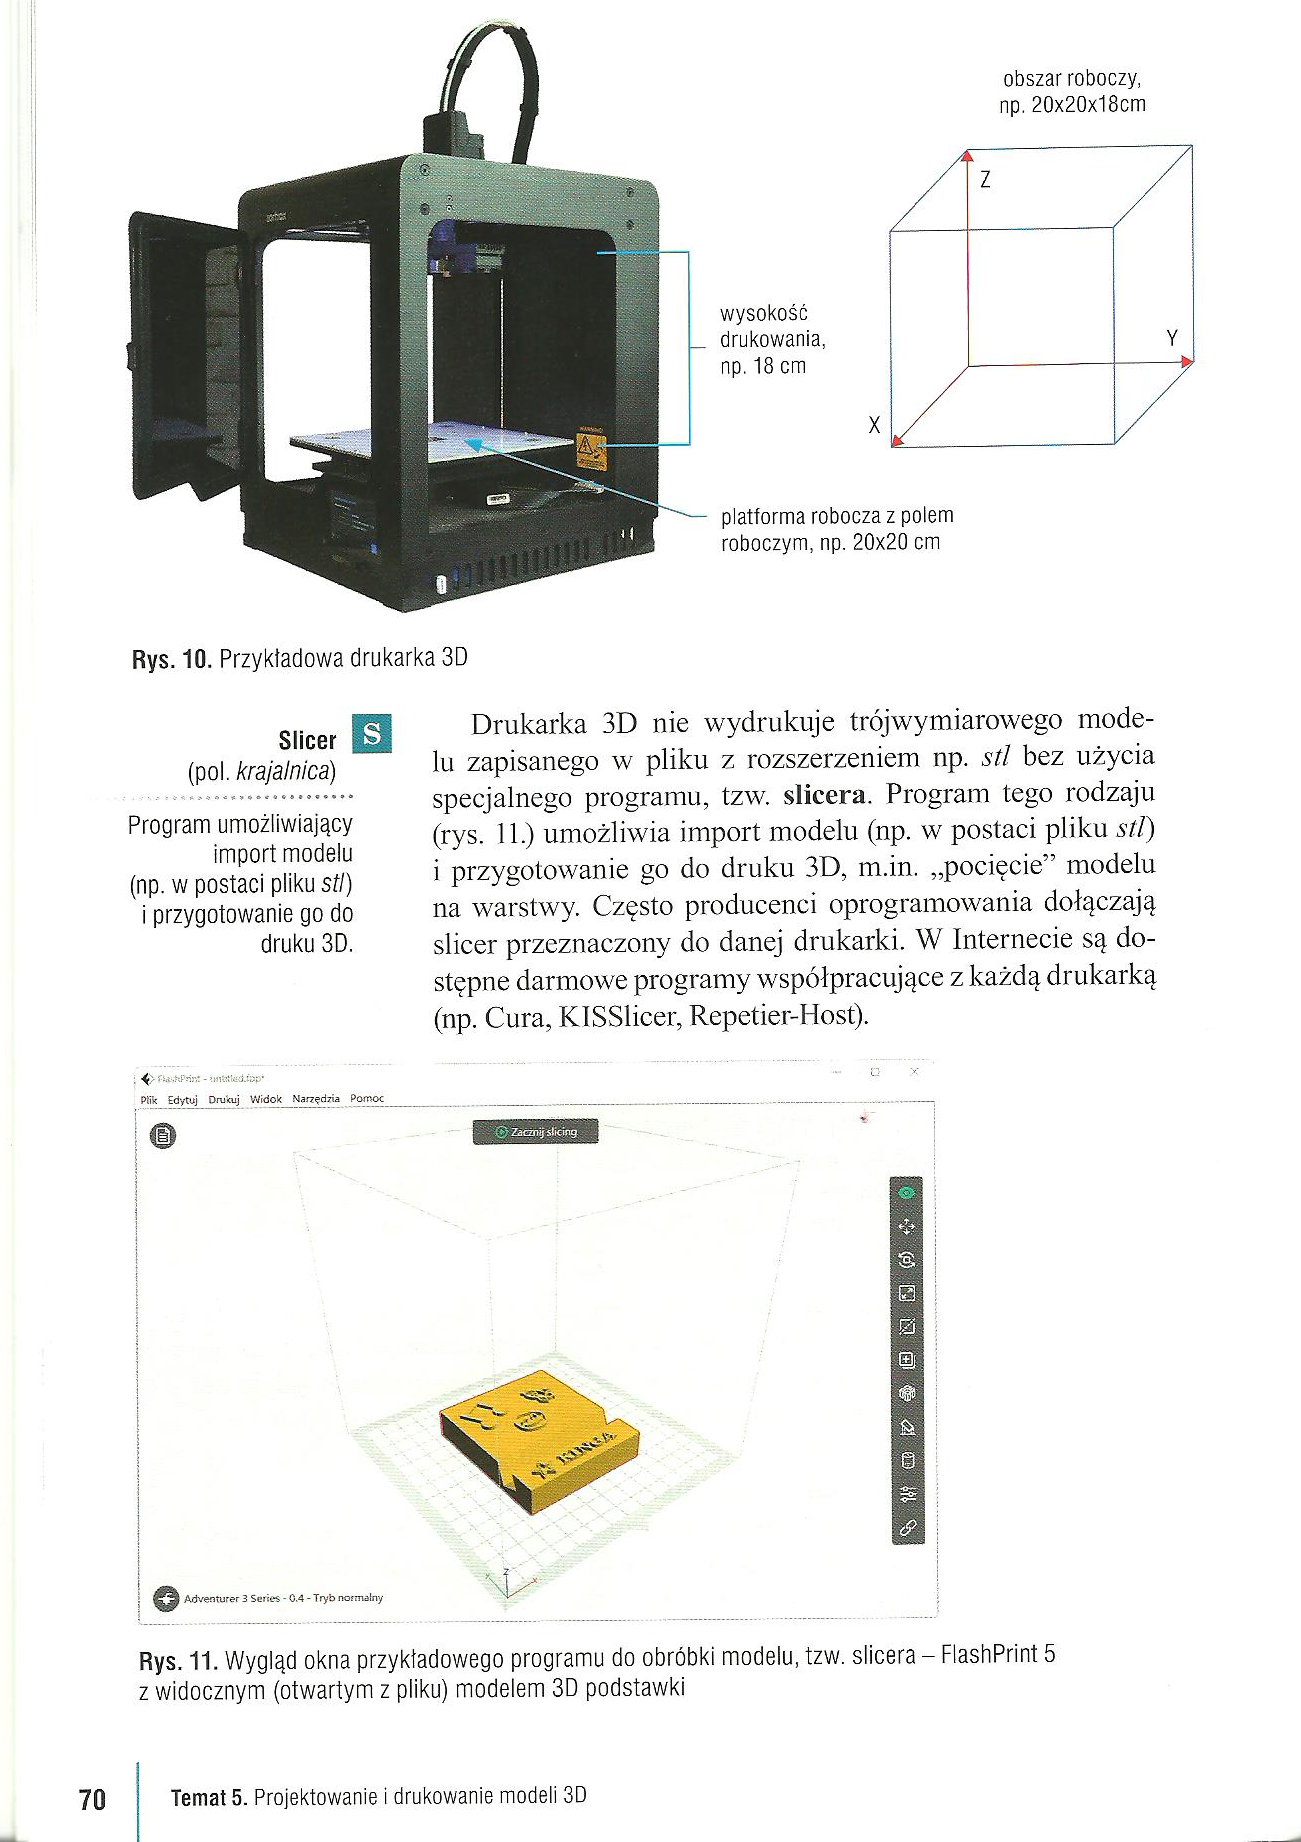 obszar roboczy,
np. 20x20x18cm
Z
Y
X
wysokość
drukowania,
np. 18 cm
platforma robocza z polem
roboczym, np. 20x20 cm
WARNING!
Rys. 10. Przykładowa drukarka 3D
Slicer S
(pol. krajalnica)
Program umożliwiający
import modelu
(np. w postaci pliku stl)
i przygotowanie go do
druku 3D.
Drukarka 3D nie wydrukuje trójwymiarowego mode-
lu zapisanego w pliku z rozszerzeniem np. stl bez użycia
specjalnego programu, tzw. slicera. Program tego rodzaju
(rys. 11.) umożliwia import modelu (np. w postaci pliku stl)
i przygotowanie go do druku 3D, m.in. „pocięcie” modelu
na warstwy. Często producenci oprogramowania dołączają
slicer przeznaczony do danej drukarki. W Internecie są do-
stępne darmowe programy współpracujące z każdą drukarką
(np. Cura, KISSlicer, Repetier-Host).
FlashPrint - untitled.fpp*
Plik Edytuj Drukuj Widok Narzędzia Pomoc
Zacznij slicing
KINGA
Z
Adventurer 3 Series - 0.4 - Tryb normalny
Rys. 11. Wygląd okna przykładowego programu do obróbki modelu, tzw. slicera – FlashPrint 5
z widocznym (otwartym z pliku) modelem 3D podstawki
70 Temat 5. Projektowanie i drukowanie modeli 3D